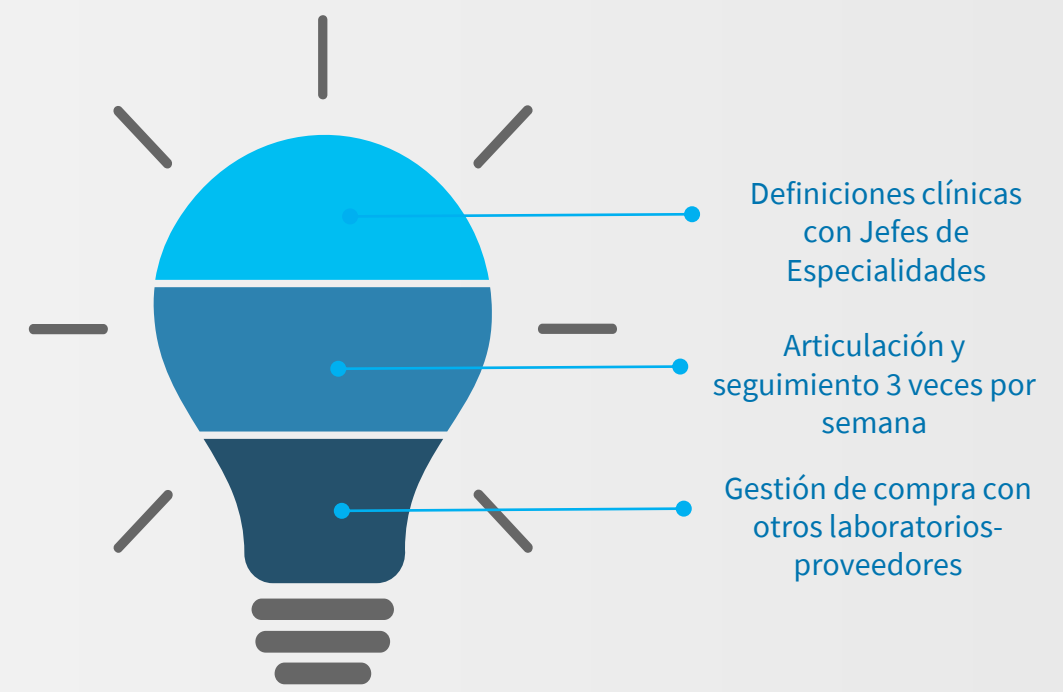 Definiciones clínicas
con Jefes de
Especialidades
Articulación y
seguimiento 3 veces por
semana
Gestión de compra con
otros laboratorios-
proveedores